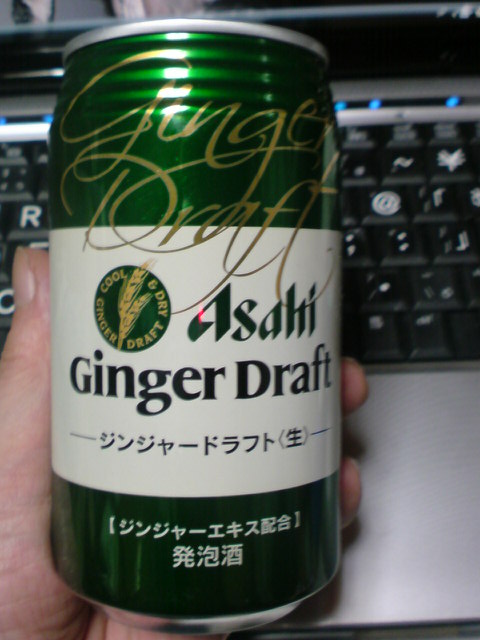 Ginger
Draft
COOL & DRY
GINGER DRAFT
Asahi
Ginger Draft
ジンジャードラフト〈生〉
【ジンジャーエキス配合】
発泡酒
R
~
¥
@
「